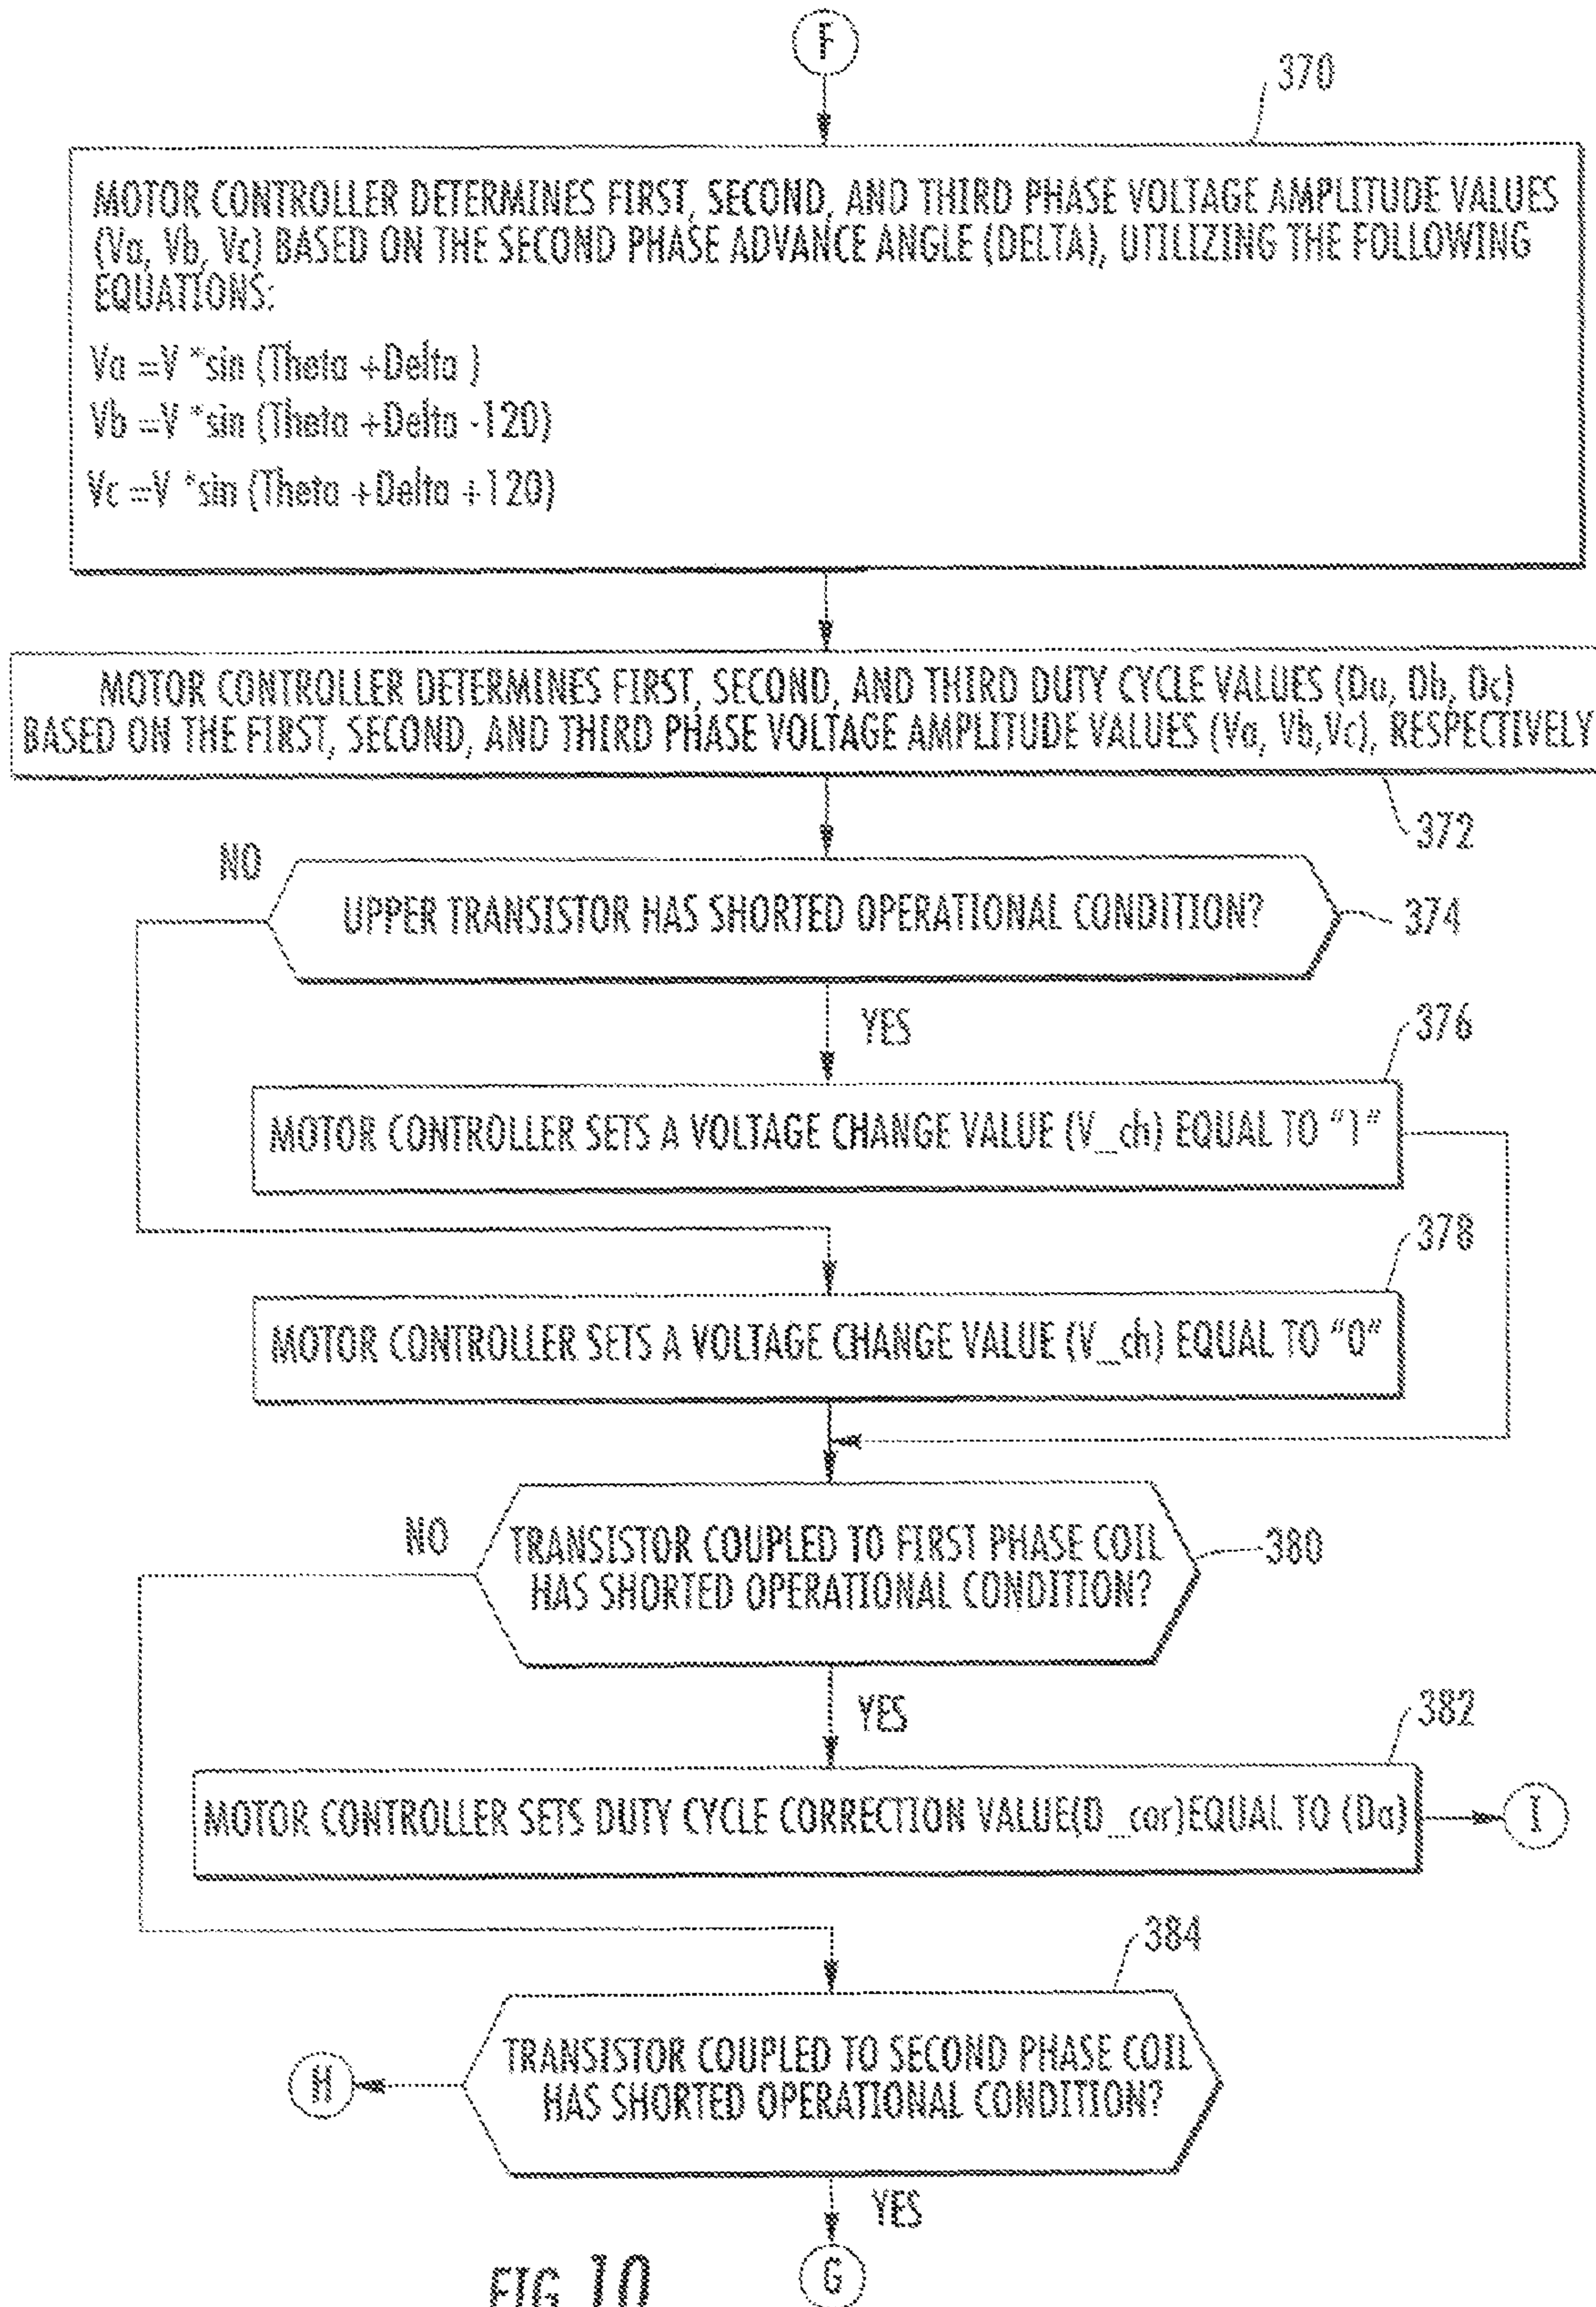 F
370
MOTOR CONTROLLER DETERMINES FIRST, SECOND, AND THIRD PHASE VOLTAGE AMPLITUDE VALUES
(Va, Vb, Vc) BASED ON THE SECOND PHASE ADVANCE ANGLE (DELTA), UTILIZING THE FOLLOWING
EQUATIONS:
Va =V *sin (Theta +Delta )
Vb =V *sin (Theta +Delta -120)
Vc =V *sin (Theta +Delta +120)
MOTOR CONTROLLER DETERMINES FIRST, SECOND, AND THIRD DUTY CYCLE VALUES (Da, Db, Dc)
BASED ON THE FIRST, SECOND, AND THIRD PHASE VOLTAGE AMPLITUDE VALUES (Va, Vb,Vc), RESPECTIVELY
372
NO
UPPER TRANSISTOR HAS SHORTED OPERATIONAL CONDITION?
374
YES
376
MOTOR CONTROLLER SETS A VOLTAGE CHANGE VALUE (V_ch) EQUAL TO "1"
378
MOTOR CONTROLLER SETS A VOLTAGE CHANGE VALUE (V_ch) EQUAL TO "0"
NO
TRANSISTOR COUPLED TO FIRST PHASE COIL
HAS SHORTED OPERATIONAL CONDITION?
380
YES
382
MOTOR CONTROLLER SETS DUTY CYCLE CORRECTION VALUE(D_cor)EQUAL TO (Da)
I
384
TRANSISTOR COUPLED TO SECOND PHASE COIL
HAS SHORTED OPERATIONAL CONDITION?
H
YES
G
FIG. 10